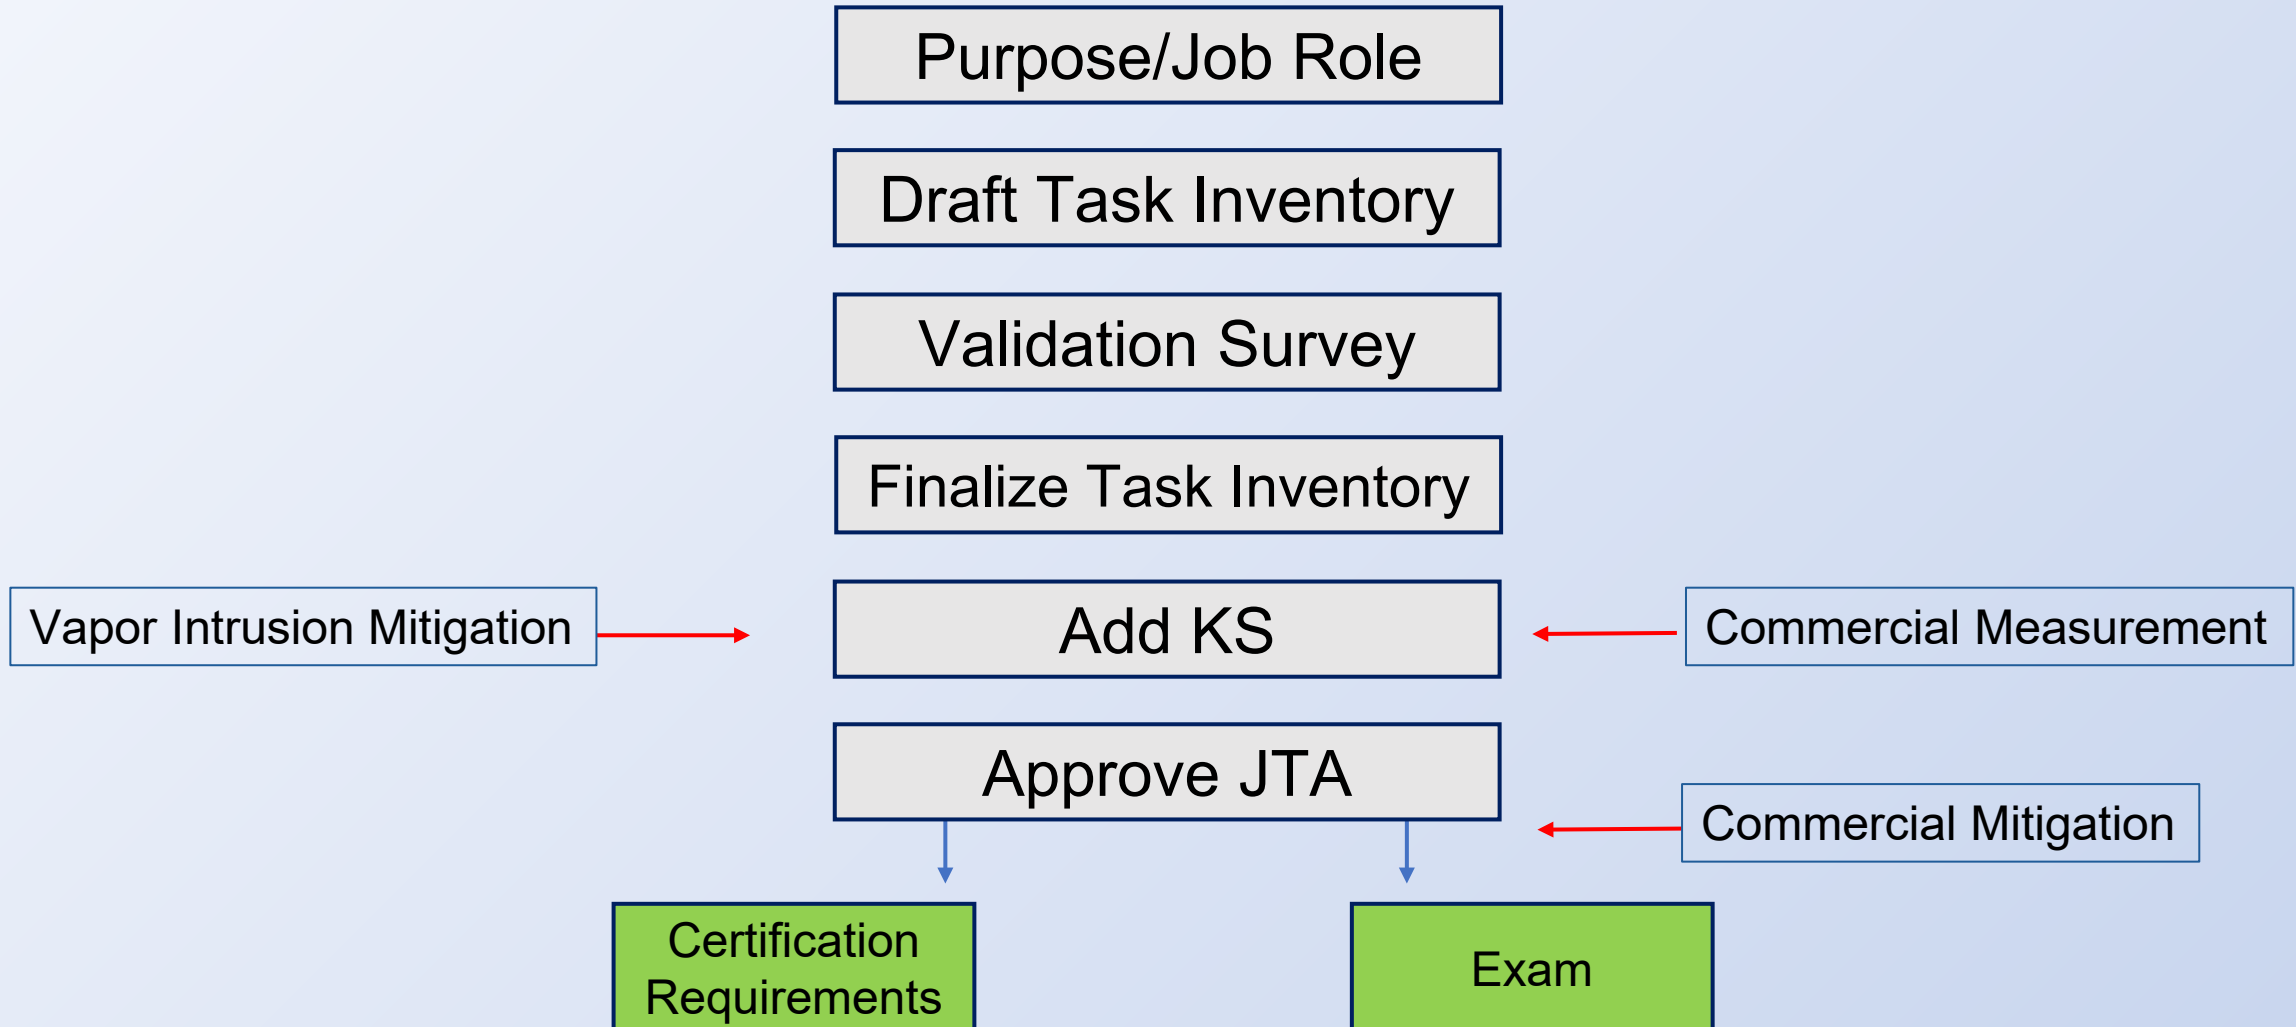 Purpose/Job Role
Draft Task Inventory
Validation Survey
Finalize Task Inventory
Vapor Intrusion Mitigation
Add KS
Commercial Measurement
Approve JTA
Commercial Mitigation
Certification
Requirements
Exam